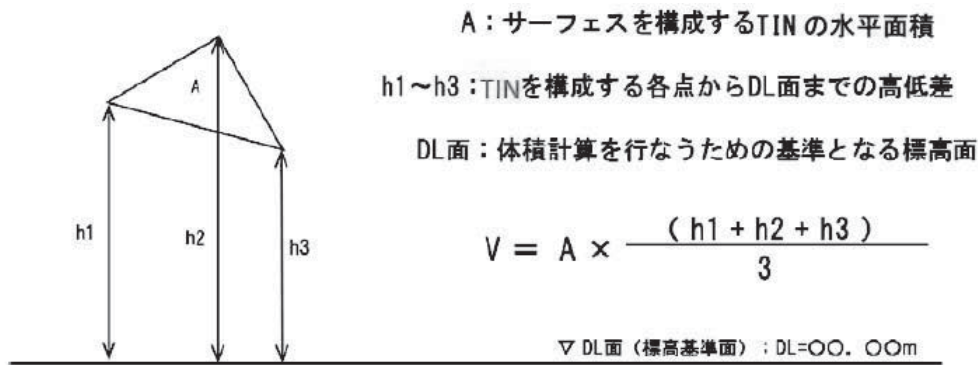 A：サーフェスを構成するTINの水平面積
A
h1～h3：TINを構成する各点からDL面までの高低差
DL面：体積計算を行なうための基準となる標高面
h1
h2
h3
V = A × (h1 + h2 + h3) / 3
▽ DL面（標高基準面）；DL=〇〇．〇〇m